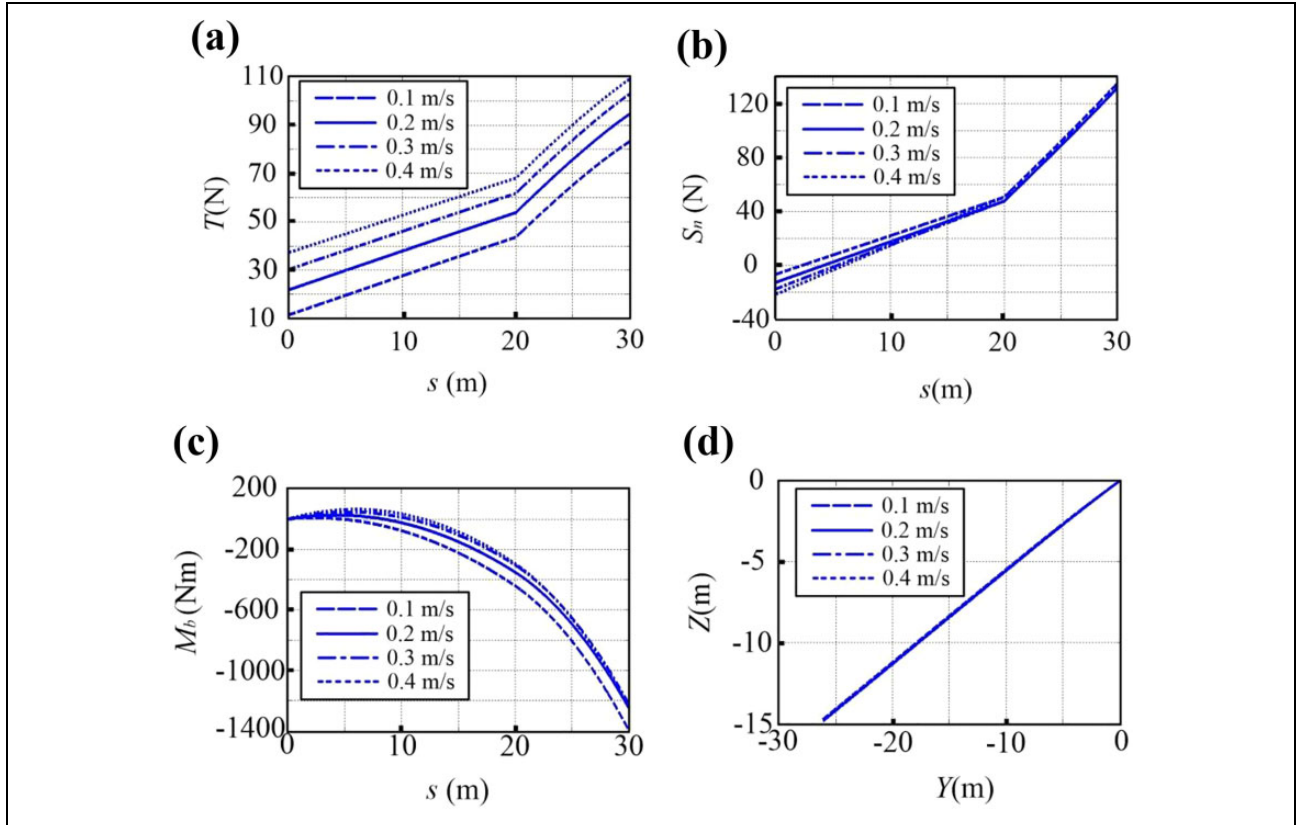 (a)
110
90
70
50
30
10
T(N)
0.1 m/s
0.2 m/s
0.3 m/s
0.4 m/s
0 10 20 30
s (m)
(b)
120
80
40
0
-40
Sn (N)
0.1 m/s
0.2 m/s
0.3 m/s
0.4 m/s
0 10 20 30
s(m)
(c)
200
-200
-600
-1000
-1400
Mb (Nm)
0.1 m/s
0.2 m/s
0.3 m/s
0.4 m/s
0 10 20 30
s (m)
(d)
0
-5
-10
-15
Z(m)
0.1 m/s
0.2 m/s
0.3 m/s
0.4 m/s
-30 -20 -10 0
Y(m)